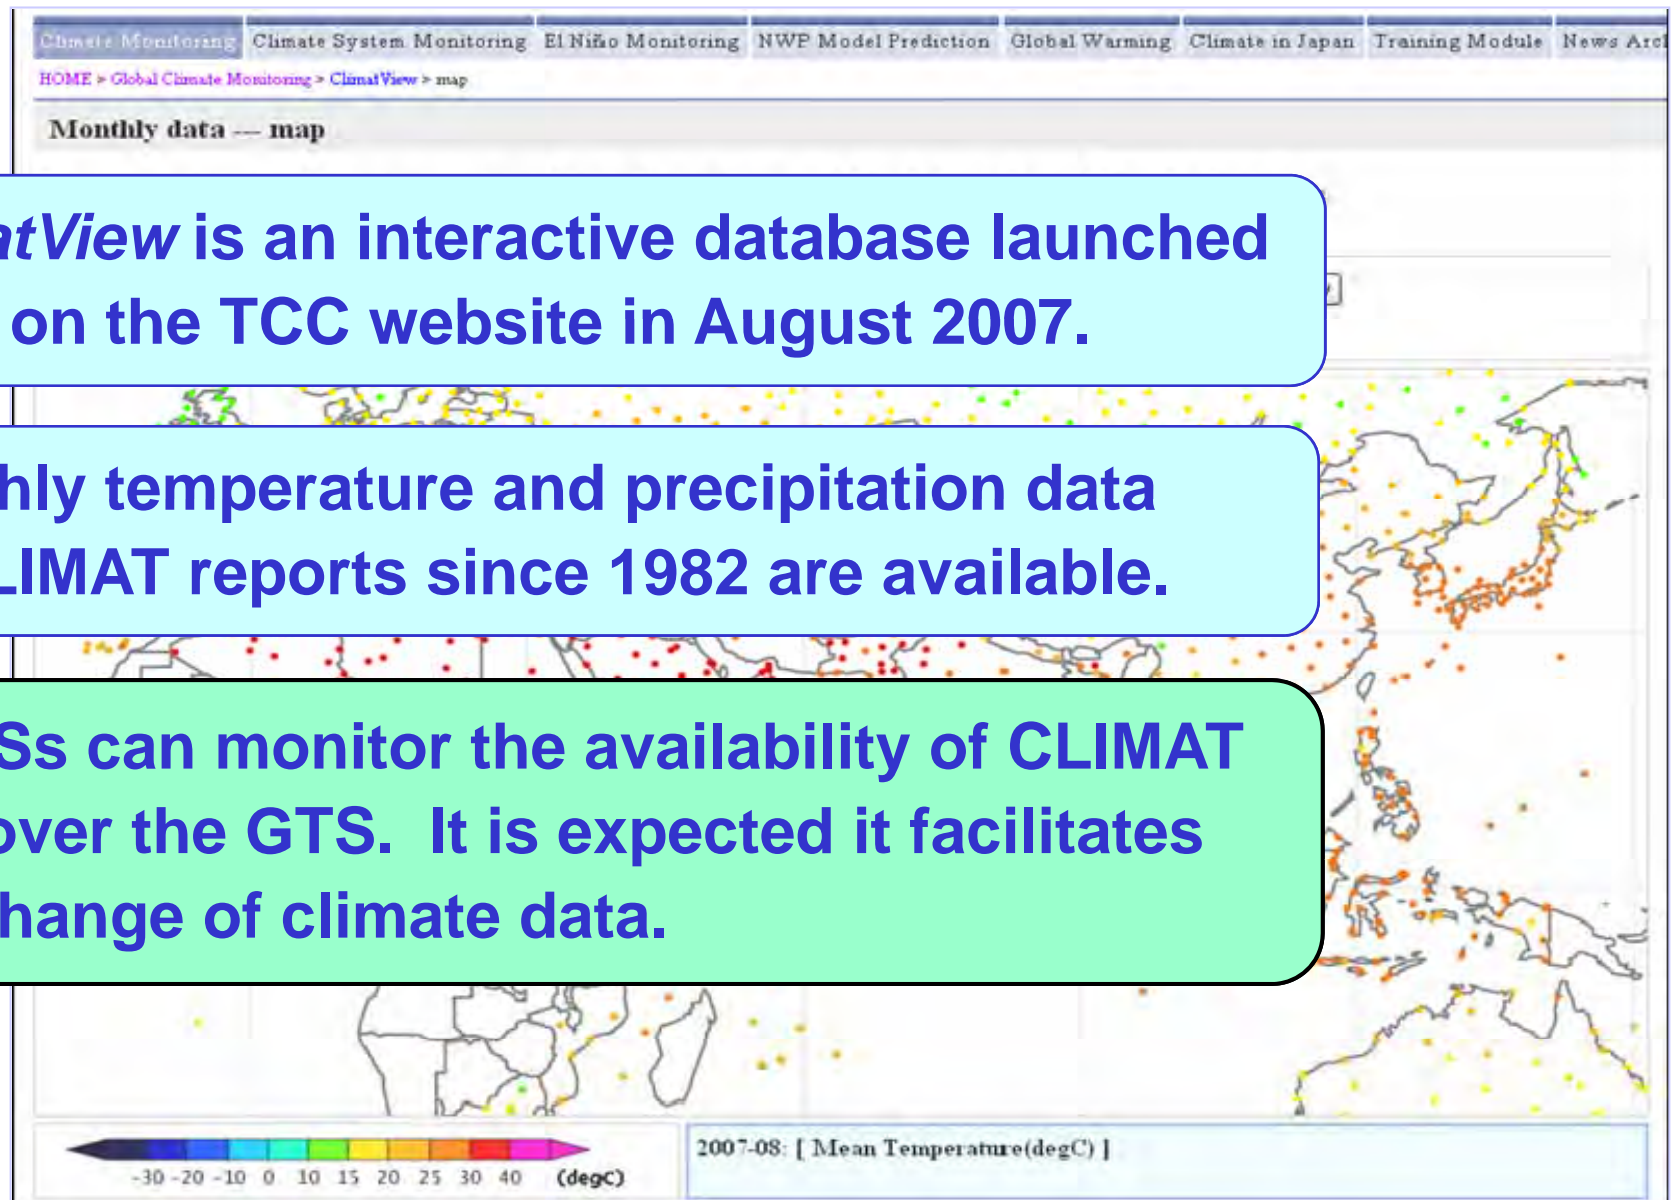 Climate Monitoring Climate System Monitoring El Niño Monitoring NWP Model Prediction Global Warming Climate in Japan Training Module News Arc
HOME > Global Climate Monitoring > ClimatView > map
Monthly data --- map
atView is an interactive database launched
on the TCC website in August 2007.
hly temperature and precipitation data
LIMAT reports since 1982 are available.
Ss can monitor the availability of CLIMAT
over the GTS. It is expected it facilitates
hange of climate data.
-30 -20 -10 0 10 15 20 25 30 40 (degC)
2007-08: [ Mean Temperature(degC) ]